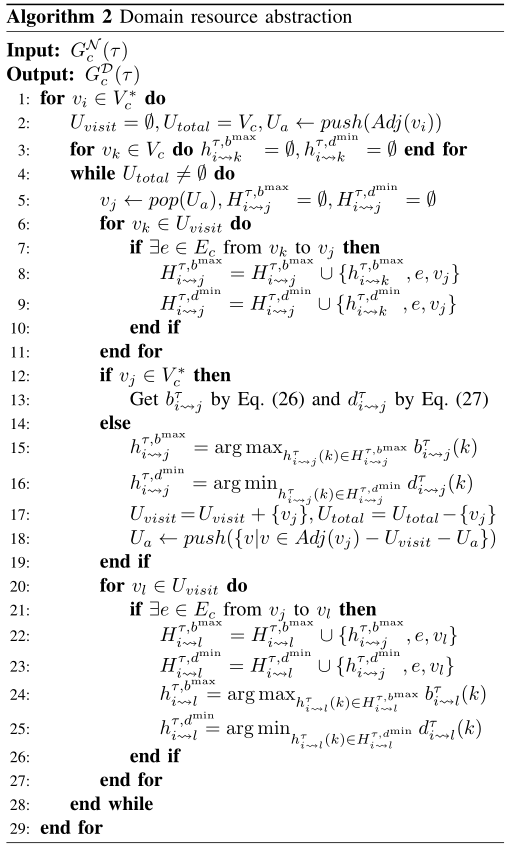 Algorithm 2 Domain resource abstraction
Input: $G_c^{\mathcal{N}}(\tau)$
Output: $G_c^{\mathcal{D}}(\tau)$
1: for $v_i \in V_c^*$ do
2: $U_{visit} = \emptyset, U_{total} = V_c, U_a \leftarrow push(Adj(v_i))$
3: for $v_k \in V_c$ do $h_{i \rightsquigarrow k}^{\tau,b^{\max}} = \emptyset, h_{i \rightsquigarrow k}^{\tau,d^{\min}} = \emptyset$ end for
4: while $U_{total} \neq \emptyset$ do
5: $v_j \leftarrow pop(U_a), H_{i \rightsquigarrow j}^{\tau,b^{\max}} = \emptyset, H_{i \rightsquigarrow j}^{\tau,d^{\min}} = \emptyset$
6: for $v_k \in U_{visit}$ do
7: if $\exists e \in E_c$ from $v_k$ to $v_j$ then
8: $H_{i \rightsquigarrow j}^{\tau,b^{\max}} = H_{i \rightsquigarrow j}^{\tau,b^{\max}} \cup \{h_{i \rightsquigarrow k}^{\tau,b^{\max}}, e, v_j\}$
9: $H_{i \rightsquigarrow j}^{\tau,d^{\min}} = H_{i \rightsquigarrow j}^{\tau,d^{\min}} \cup \{h_{i \rightsquigarrow k}^{\tau,d^{\min}}, e, v_j\}$
10: end if
11: end for
12: if $v_j \in V_c^*$ then
13: Get $b_{i \rightsquigarrow j}^{\tau}$ by Eq. (26) and $d_{i \rightsquigarrow j}^{\tau}$ by Eq. (27)
14: else
15: $h_{i \rightsquigarrow j}^{\tau,b^{\max}} = \arg\max_{h_{i \rightsquigarrow j}^{\tau}(k) \in H_{i \rightsquigarrow j}^{\tau,b^{\max}}} b_{i \rightsquigarrow j}^{\tau}(k)$
16: $h_{i \rightsquigarrow j}^{\tau,d^{\min}} = \arg\min_{h_{i \rightsquigarrow j}^{\tau}(k) \in H_{i \rightsquigarrow j}^{\tau,d^{\min}}} d_{i \rightsquigarrow j}^{\tau}(k)$
17: $U_{visit} = U_{visit} + \{v_j\}, U_{total} = U_{total} - \{v_j\}$
18: $U_a \leftarrow push(\{v | v \in Adj(v_j) - U_{visit} - U_a\})$
19: end if
20: for $v_l \in U_{visit}$ do
21: if $\exists e \in E_c$ from $v_j$ to $v_l$ then
22: $H_{i \rightsquigarrow l}^{\tau,b^{\max}} = H_{i \rightsquigarrow l}^{\tau,b^{\max}} \cup \{h_{i \rightsquigarrow j}^{\tau,b^{\max}}, e, v_l\}$
23: $H_{i \rightsquigarrow l}^{\tau,d^{\min}} = H_{i \rightsquigarrow l}^{\tau,d^{\min}} \cup \{h_{i \rightsquigarrow j}^{\tau,d^{\min}}, e, v_l\}$
24: $h_{i \rightsquigarrow l}^{\tau,b^{\max}} = \arg\max_{h_{i \rightsquigarrow l}^{\tau}(k) \in H_{i \rightsquigarrow l}^{\tau,b^{\max}}} b_{i \rightsquigarrow l}^{\tau}(k)$
25: $h_{i \rightsquigarrow l}^{\tau,d^{\min}} = \arg\min_{h_{i \rightsquigarrow l}^{\tau}(k) \in H_{i \rightsquigarrow l}^{\tau,d^{\min}}} d_{i \rightsquigarrow l}^{\tau}(k)$
26: end if
27: end for
28: end while
29: end for